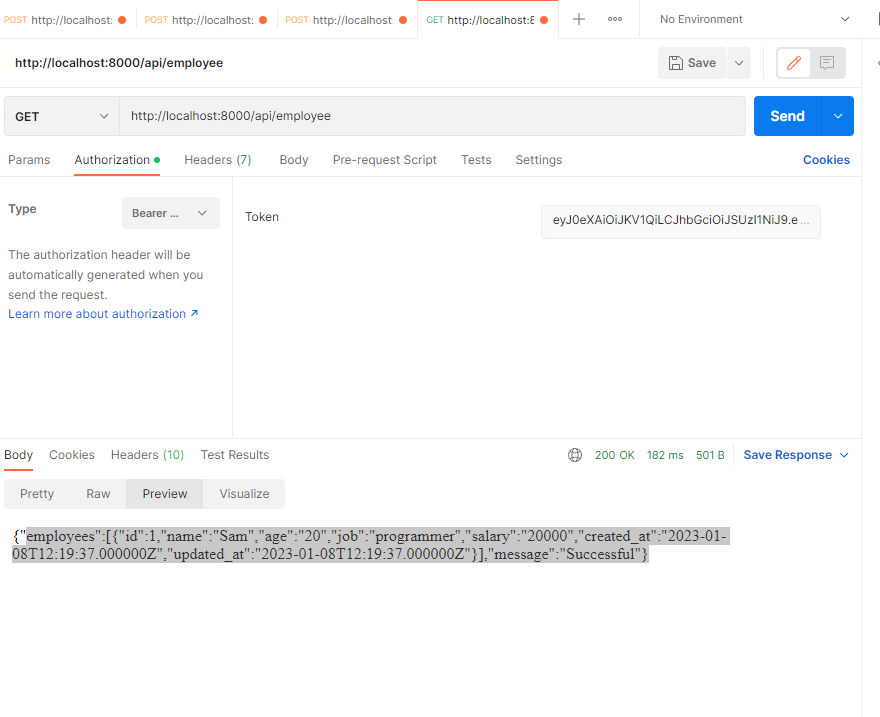 POST http://localhost: POST http://localhost: POST http://localhost GET http://localhost:8 No Environment
http://localhost:8000/api/employee Save
GET http://localhost:8000/api/employee Send
Params Authorization Headers (7) Body Pre-request Script Tests Settings Cookies
Type Bearer ... Token eyJ0eXAiOiJKV1QiLCJhbGciOiJSUzI1NiJ9.e ...
The authorization header will be
automatically generated when you
send the request.
Learn more about authorization ↗
Body Cookies Headers (10) Test Results 200 OK 182 ms 501 B Save Response
Pretty Raw Preview Visualize
{"employees":[{"id":1,"name":"Sam","age":"20","job":"programmer","salary":"20000","created_at":"2023-01-
08T12:19:37.000000Z","updated_at":"2023-01-08T12:19:37.000000Z"}],"message":"Successful"}